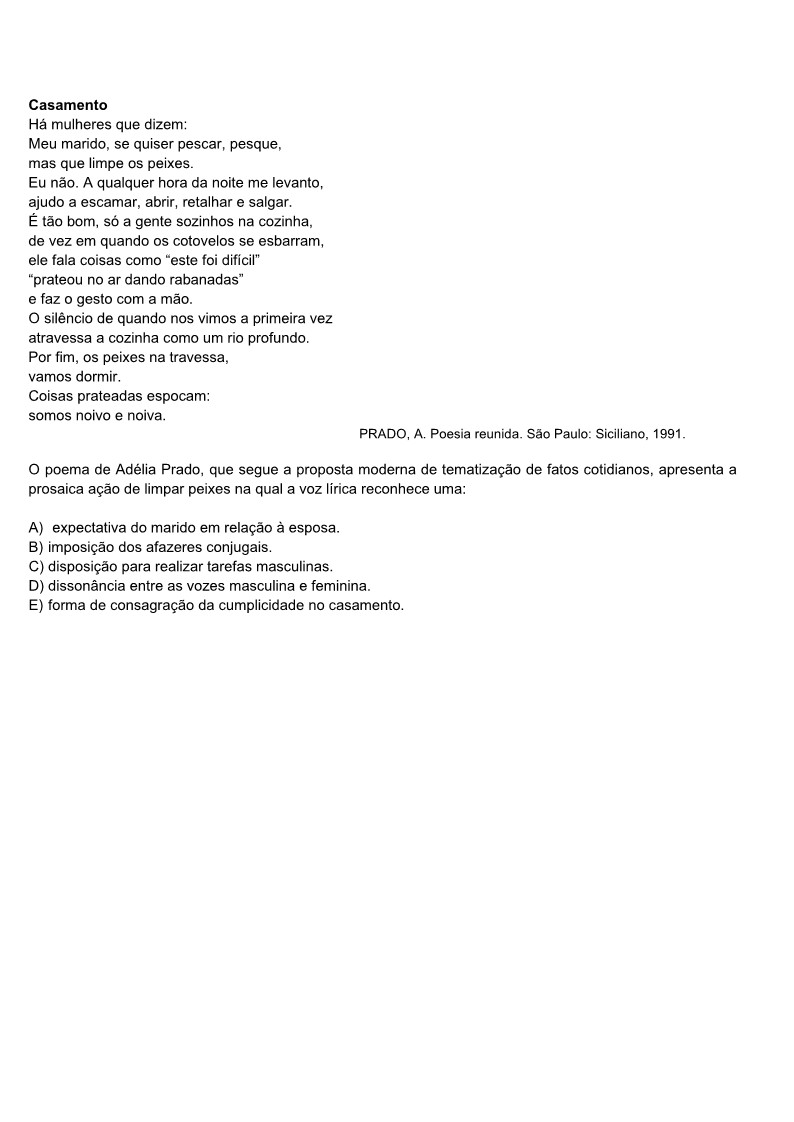 Casamento
Há mulheres que dizem:
Meu marido, se quiser pescar, pesque,
mas que limpe os peixes.
Eu não. A qualquer hora da noite me levanto,
ajudo a escamar, abrir, retalhar e salgar.
É tão bom, só a gente sozinhos na cozinha,
de vez em quando os cotovelos se esbarram,
ele fala coisas como “este foi difícil”
“prateou no ar dando rabanadas”
e faz o gesto com a mão.
O silêncio de quando nos vimos a primeira vez
atravessa a cozinha como um rio profundo.
Por fim, os peixes na travessa,
vamos dormir.
Coisas prateadas espocam:
somos noivo e noiva.
PRADO, A. Poesia reunida. São Paulo: Siciliano, 1991.
O poema de Adélia Prado, que segue a proposta moderna de tematização de fatos cotidianos, apresenta a
prosaica ação de limpar peixes na qual a voz lírica reconhece uma:
A) expectativa do marido em relação à esposa.
B) imposição dos afazeres conjugais.
C) disposição para realizar tarefas masculinas.
D) dissonância entre as vozes masculina e feminina.
E) forma de consagração da cumplicidade no casamento.